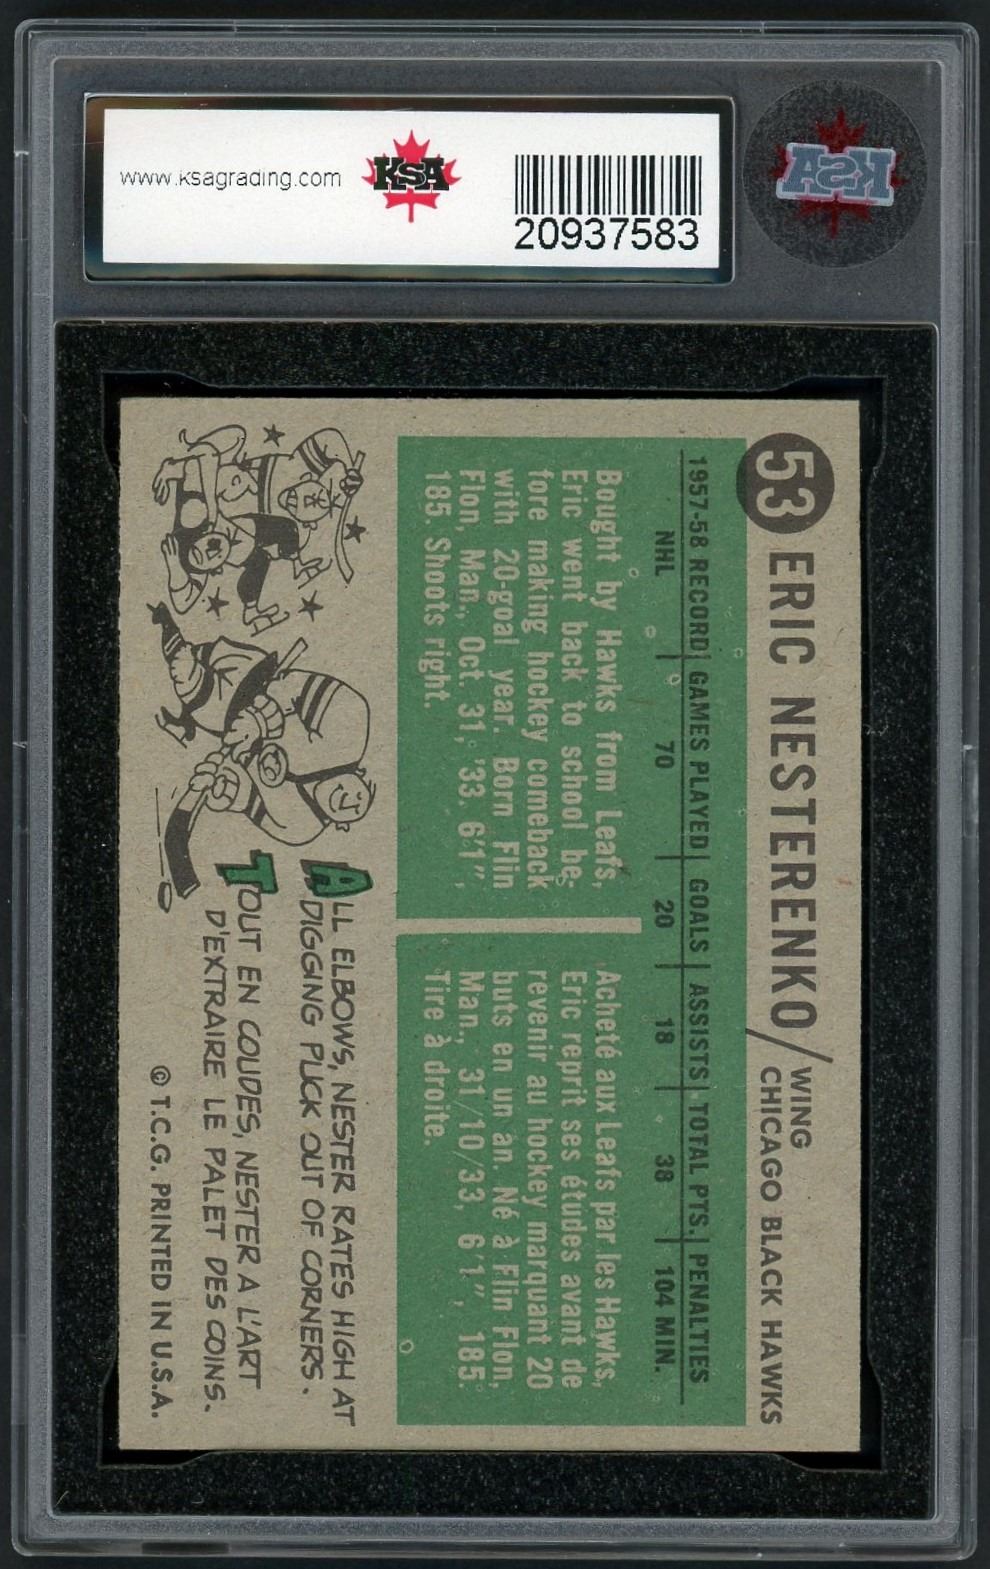 www.ksagrading.com
KSA
20937583
KSA
53 ERIC NESTERENKO/ WING
CHICAGO BLACK HAWKS
1957-58 RECORD GAMES PLAYED GOALS ASSISTS TOTAL PTS. PENALTIES
NHL 70 20 18 38 104 MIN.
Bought by Hawks from Leafs,
Eric went back to school be-
fore making hockey comeback
with 20-goal year. Born Flin
Flon, Man., Oct. 31, '33. 6'1",
185. Shoots right.
Acheté aux Leafs par les Hawks,
Eric reprit ses études avant de
revenir au hockey marquant 20
buts en un an. Né à Flin Flon,
Man., 31/10/33, 6'1", 185.
Tire à droite.
ALL ELBOWS, NESTER RATES HIGH AT
DIGGING PUCK OUT OF CORNERS.
TOUT EN COUDES, NESTER A L'ART
D'EXTRAIRE LE PALET DES COINS.
© T.C.G. PRINTED IN U.S.A.